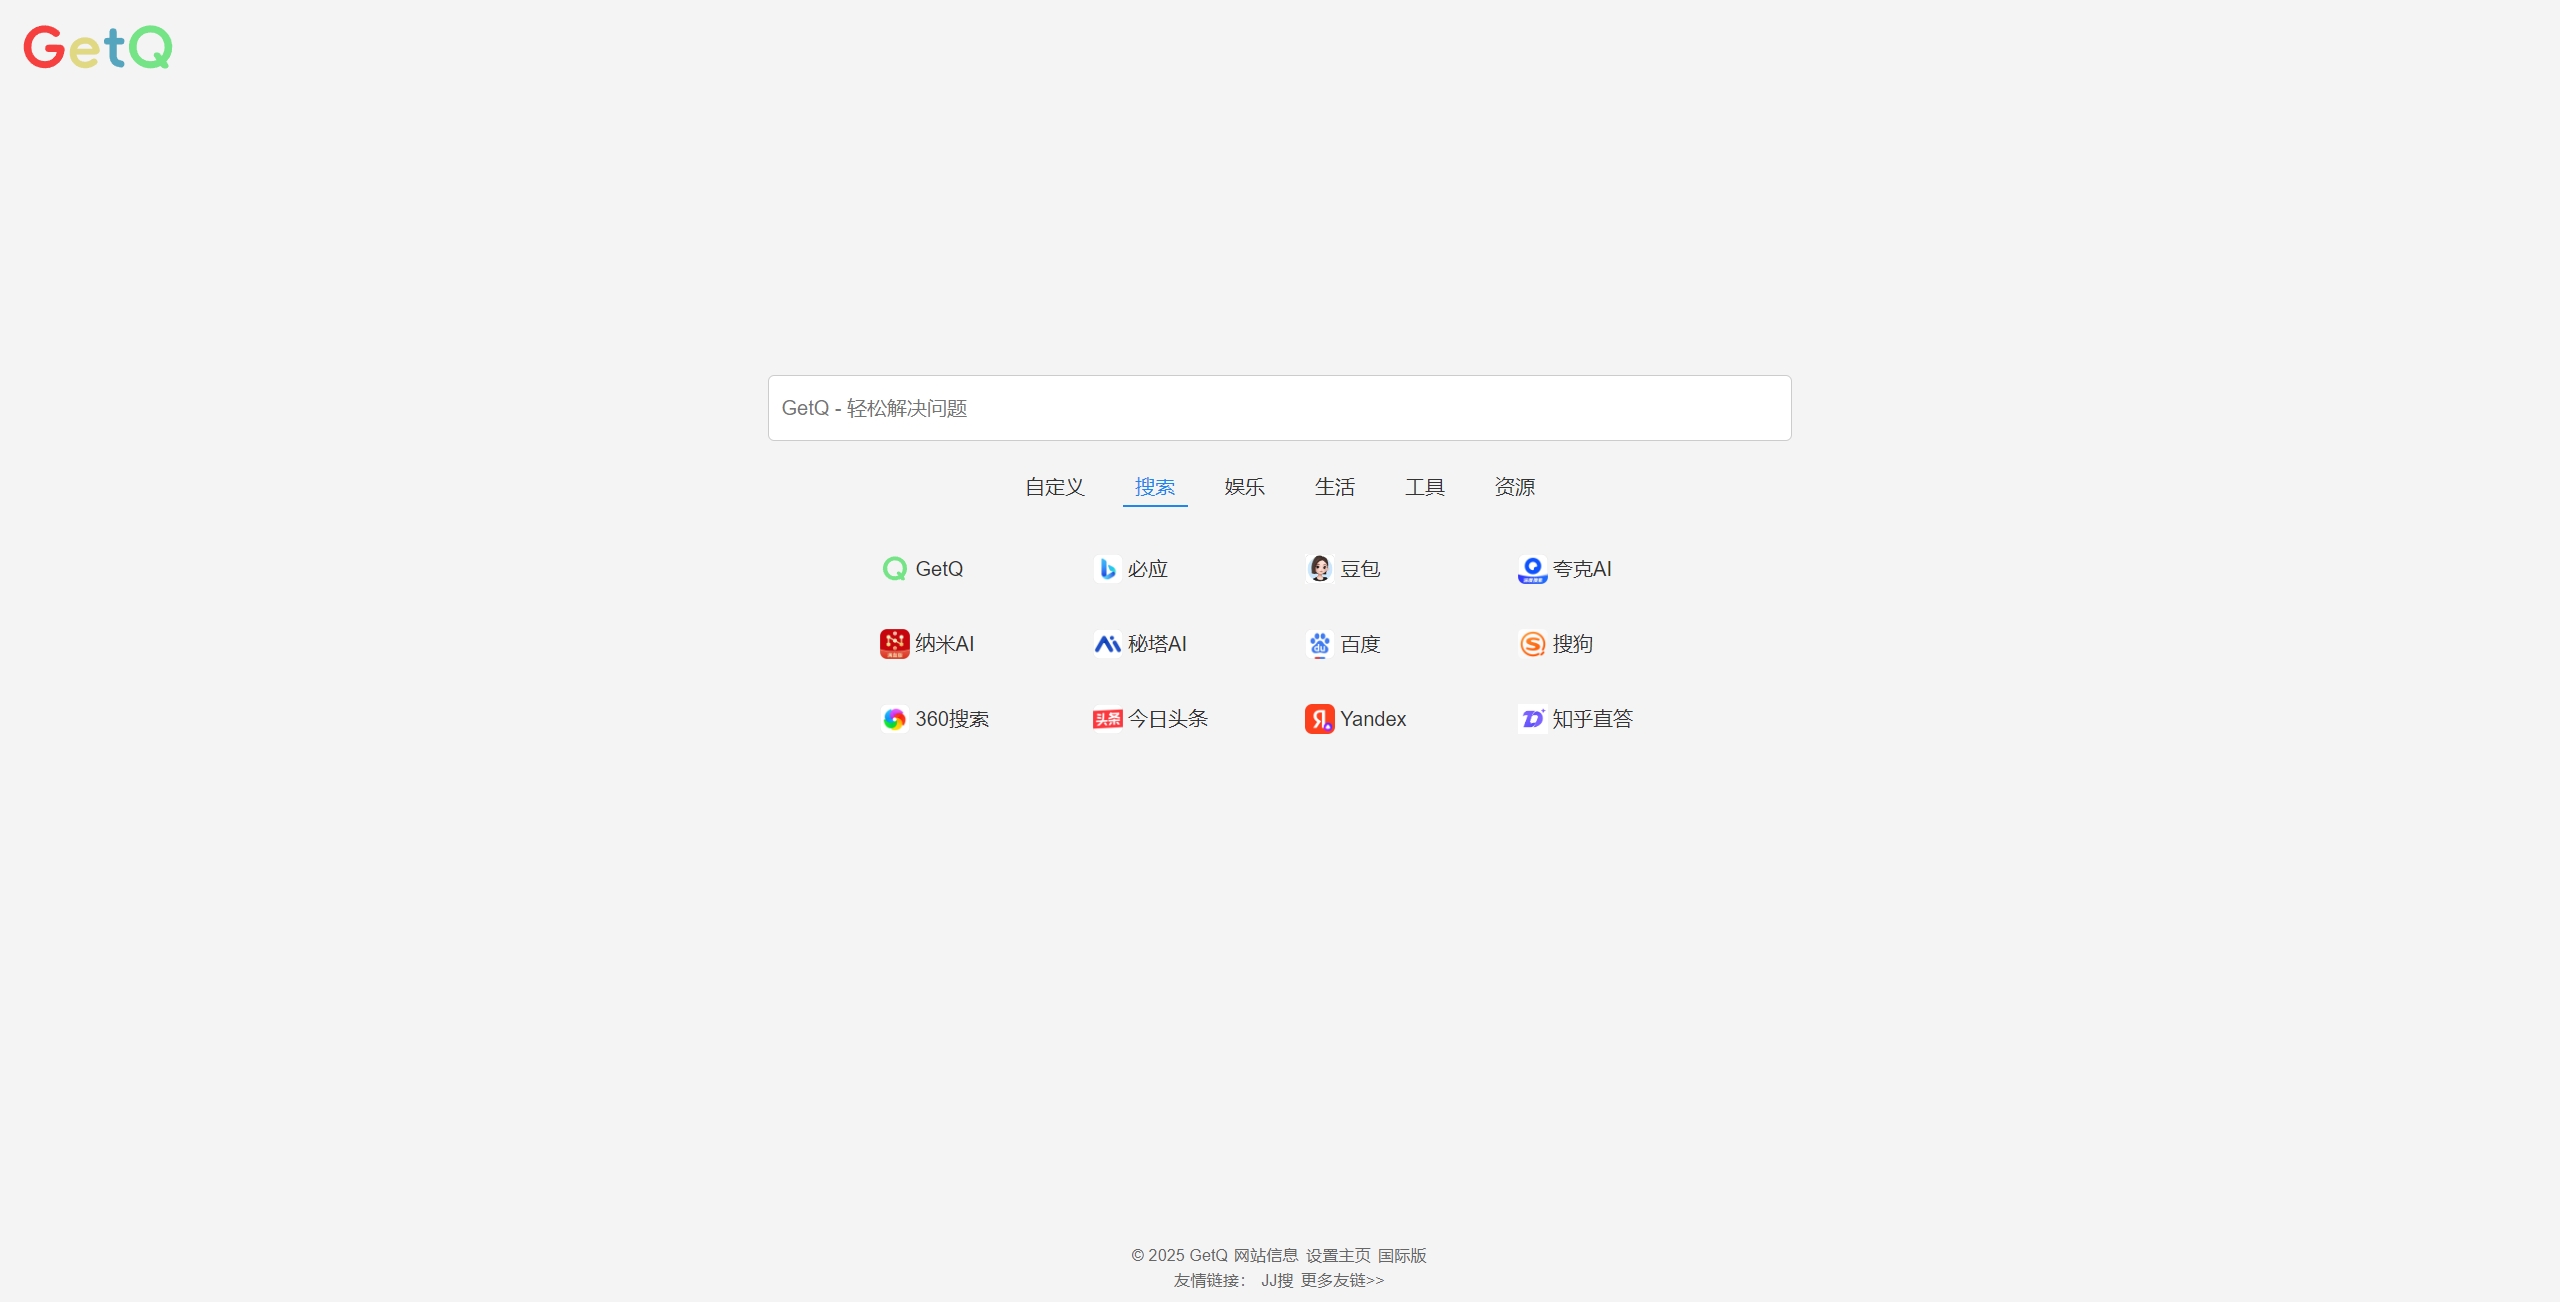 GetQ
GetQ - 轻松解决问题
自定义 搜索 娱乐 生活 工具 资源
GetQ 必应 豆包 夸克AI
纳米AI 秘塔AI du 百度 搜狗
360搜索 头条 今日头条 Yandex 知乎直答
© 2025 GetQ 网站信息 设置主页 国际版
友情链接： JJ搜 更多友链>>